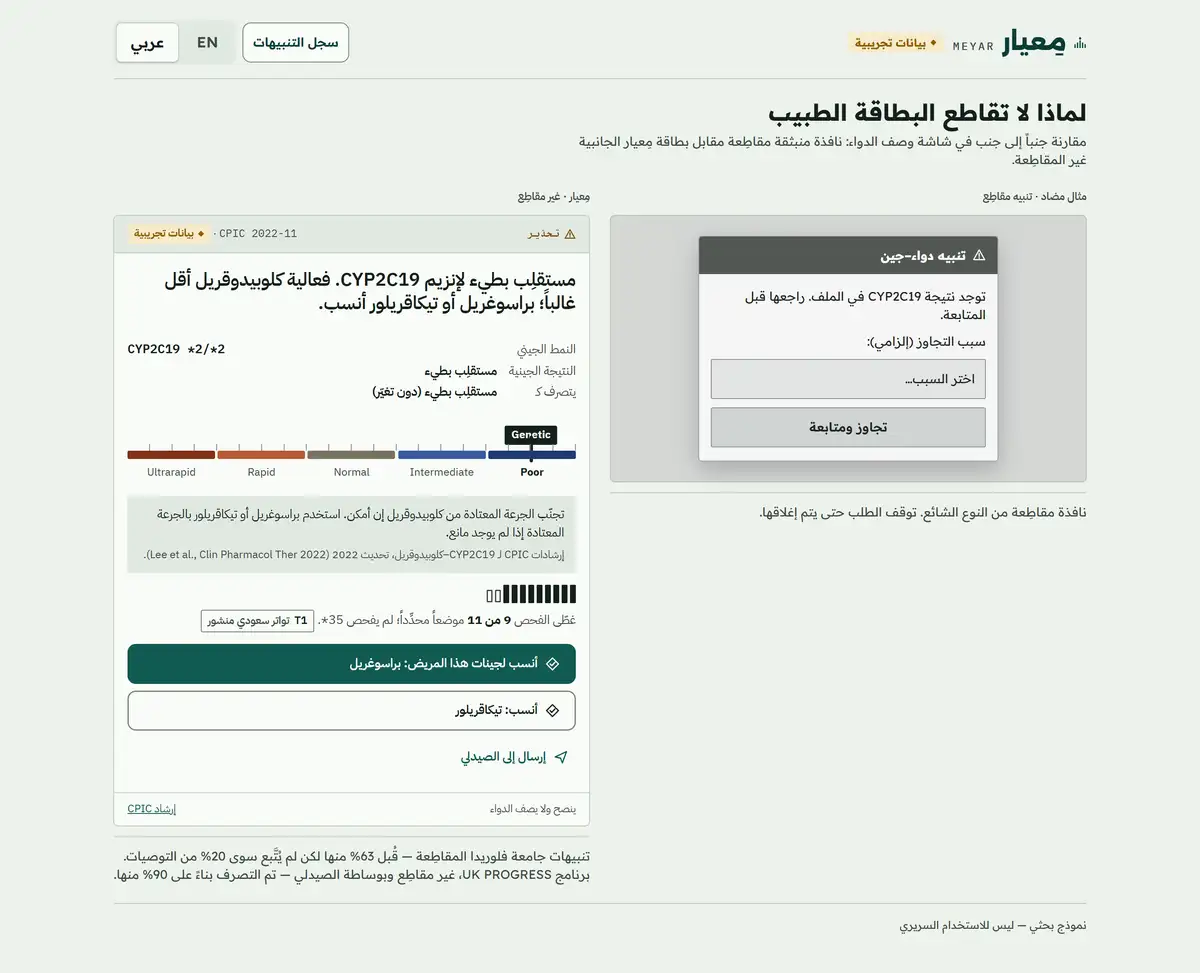 مِعيار MEYAR بيانات تجريبية
سجل التنبيهات
EN
عربي
لماذا لا تقاطع البطاقة الطبيب
مقارنة جنباً إلى جنب في شاشة وصف الدواء: نافذة منبثقة مقاطِعة مقابل بطاقة مِعيار الجانبية
غير المقاطِعة.
مثال مضاد · تنبيه مقاطِع
تنبيه دواء–جين
توجد نتيجة CYP2C19 في الملف. راجعها قبل
المتابعة.
سبب التجاوز (إلزامي):
اختر السبب...
تجاوز ومتابعة
نافذة مقاطِعة من النوع الشائع. توقف الطلب حتى يتم إغلاقها.
مِعيار · غير مقاطِع
تحذير
CPIC 2022-11 · بيانات تجريبية
مستقلِب بطيء لإنزيم CYP2C19. فعالية كلوبيدوقريل أقل
غالباً؛ براسوغريل أو تيكاقريلور أنسب.
النمط الجيني CYP2C19 *2/*2
النتيجة الجينية مستقلِب بطيء
يتصرف كـ مستقلِب بطيء (دون تغيّر)
Genetic
Ultrarapid Rapid Normal Intermediate Poor
تجنّب الجرعة المعتادة من كلوبيدوقريل إن أمكن. استخدم براسوغريل أو تيكاقريلور بالجرعة
المعتادة إذا لم يوجد مانع.
إرشادات CPIC لـ CYP2C19–كلوبيدوقريل، تحديث 2022 (Lee et al., Clin Pharmacol Ther 2022).
غطّى الفحص 9 من 11 موضعاً محدَّداً؛ لم يفحص 35*. T1 تواتر سعودي منشور
أنسب لجينات هذا المريض: براسوغريل
أنسب: تيكاقريلور
إرسال إلى الصيدلي
ينصح ولا يصف الدواء
إرشاد CPIC
تنبيهات جامعة فلوريدا المقاطِعة — قُبل 63% منها لكن لم يُتَّبع سوى 20% من التوصيات.
برنامج UK PROGRESS، غير مقاطِع وبوساطة الصيدلي — تم التصرف بناءً على 90% منها.
نموذج بحثي — ليس للاستخدام السريري